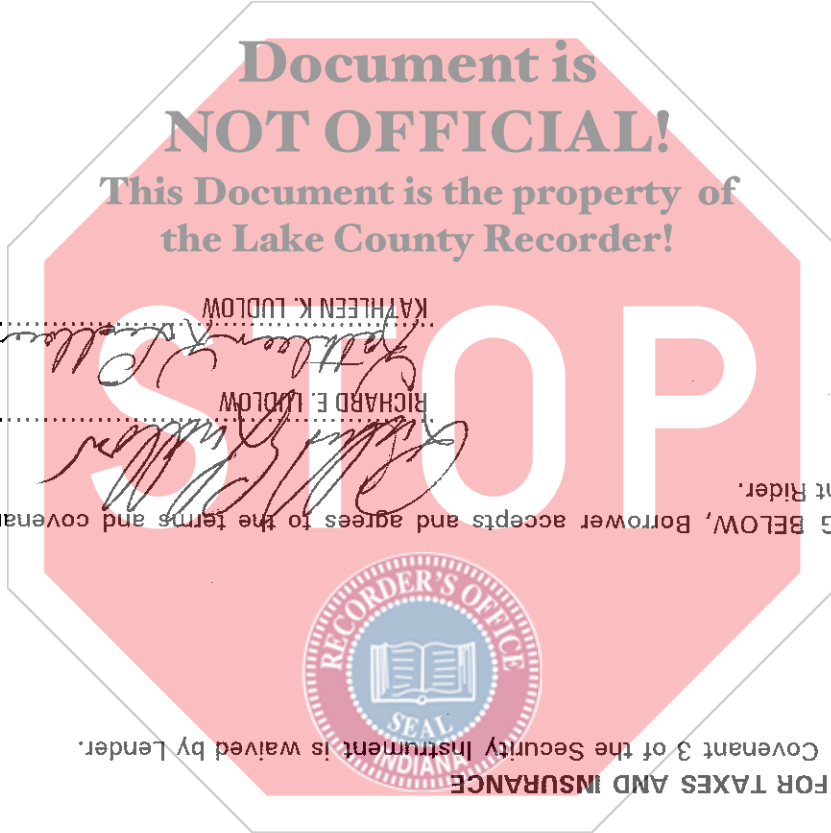 Document is
NOT OFFICIAL!
This Document is the property of
the Lake County Recorder!
STOP
RECORDER'S OFFICE
SEAL
INDIANA
FOR TAXES AND INSURANCE
Covenant 3 of the Security Instrument is waived by Lender.
G BELOW, Borrower accepts and agrees to the terms and covenan
nt Rider.
RICHARD E. LUDLOW
KATHLEEN K. LUDLOW